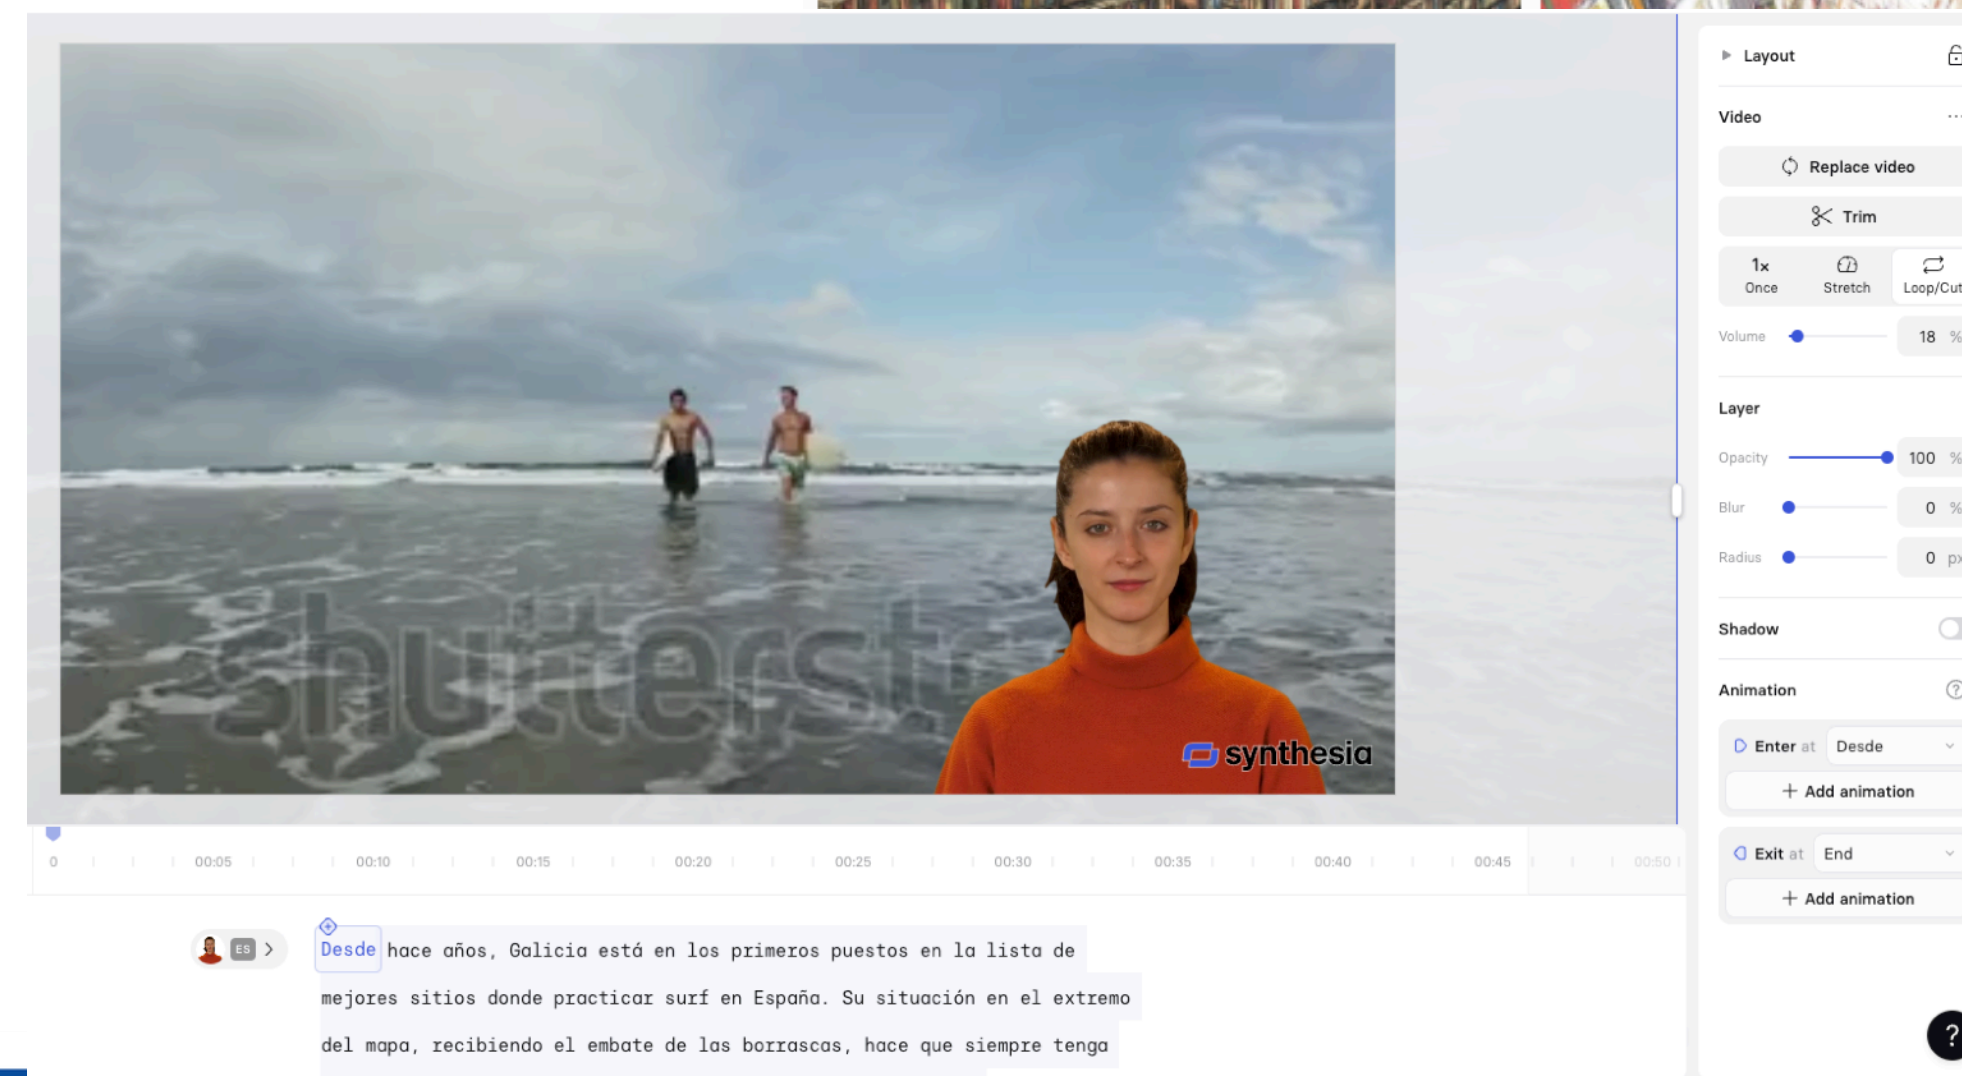 shutterst
synthesia
Layout
Video
Replace video
Trim
1x
Once
Stretch
Loop/Cut
Volume
18 %
Layer
Opacity
100 %
Blur
0 %
Radius
0 px
Shadow
Animation
?
Enter at Desde
+ Add animation
Exit at End
+ Add animation
?
0 00:05 00:10 00:15 00:20 00:25 00:30 00:35 00:40 00:45 00:50
ES
Desde hace años, Galicia está en los primeros puestos en la lista de
mejores sitios donde practicar surf en España. Su situación en el extremo
del mapa, recibiendo el embate de las borrascas, hace que siempre tenga